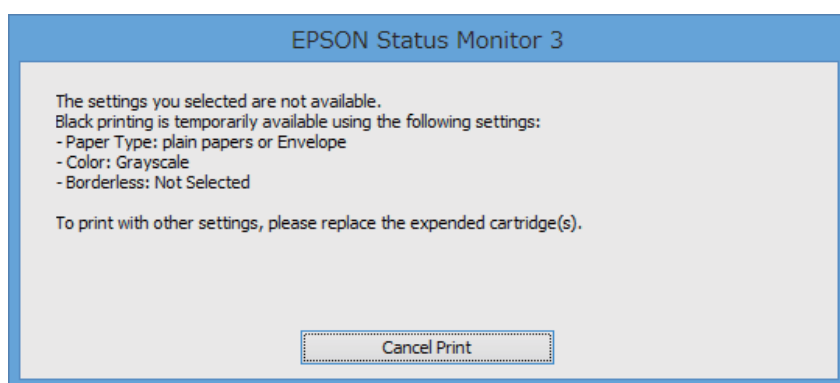 EPSON Status Monitor 3
The settings you selected are not available.
Black printing is temporarily available using the following settings:
- Paper Type: plain papers or Envelope
- Color: Grayscale
- Borderless: Not Selected
To print with other settings, please replace the expended cartridge(s).
Cancel Print